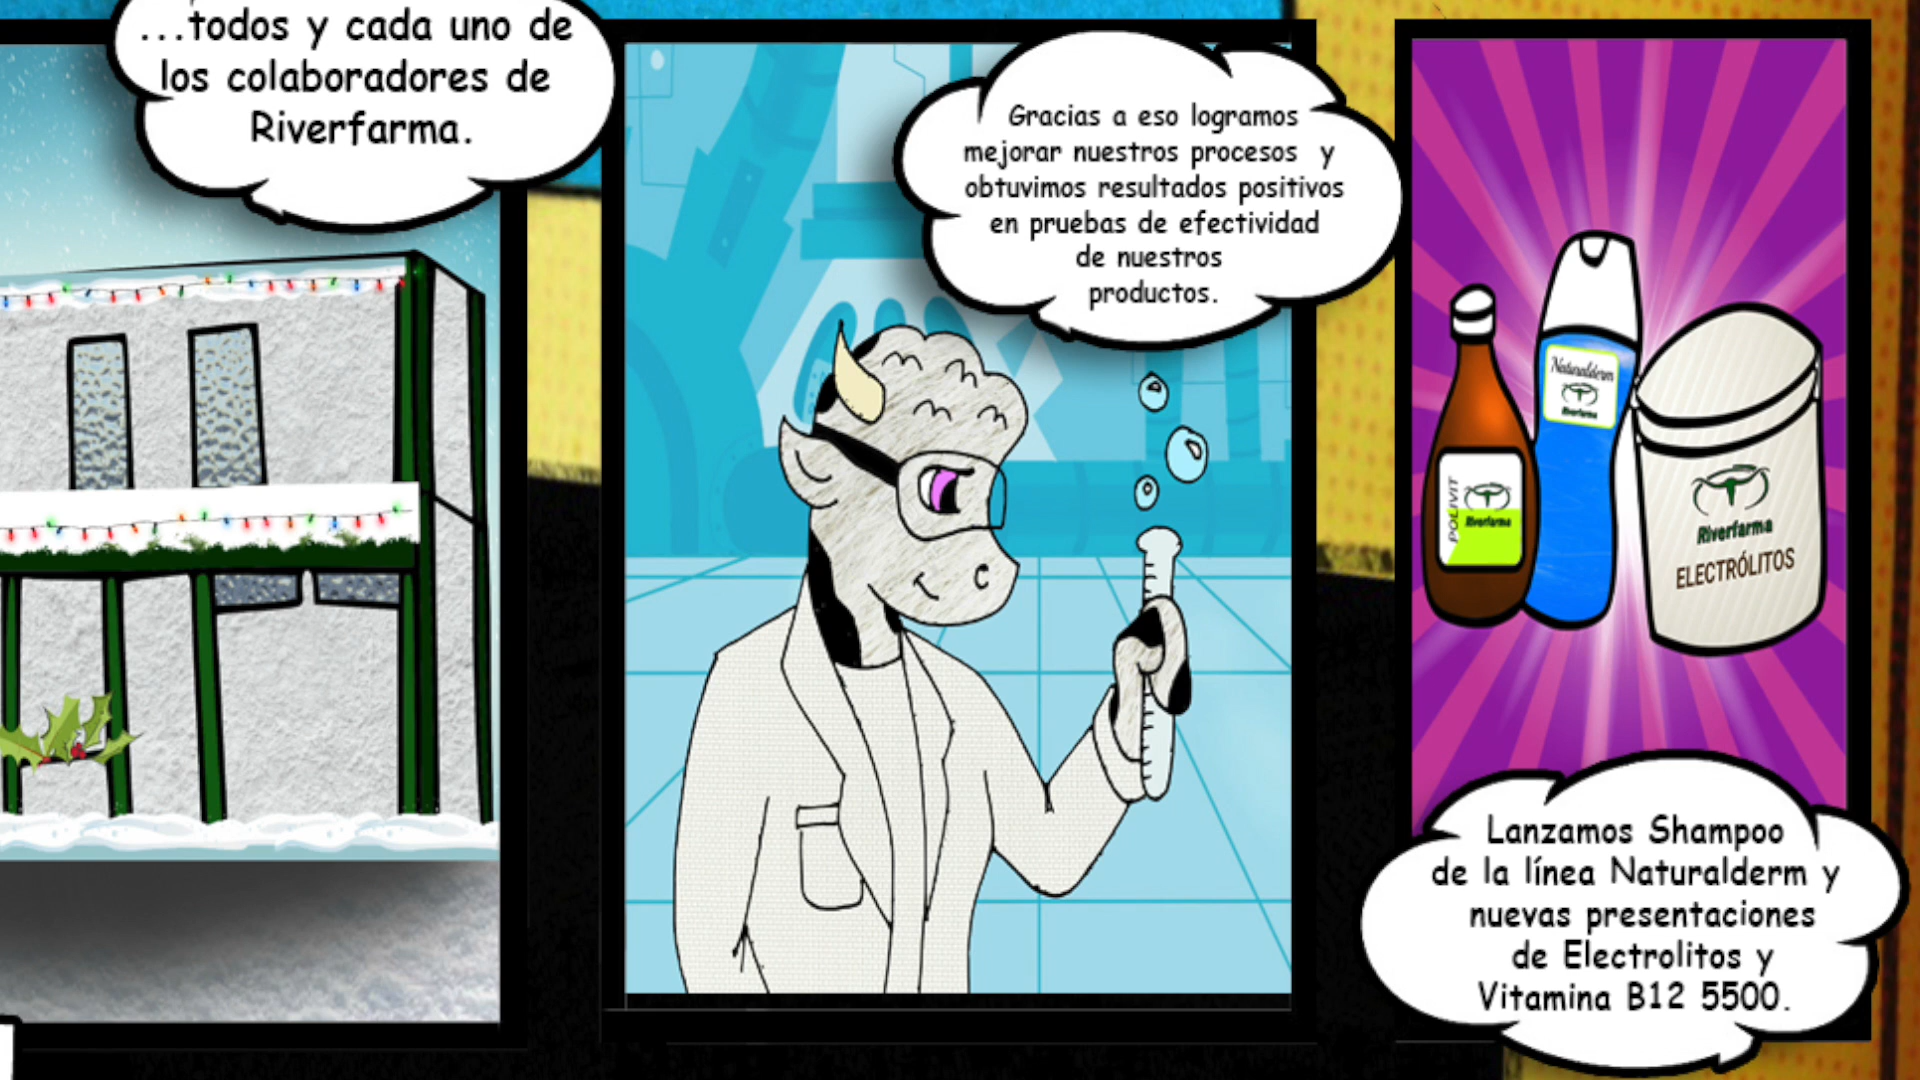 ...todos y cada uno de
los colaboradores de
Riverfarma.
Gracias a eso logramos
mejorar nuestros procesos y
obtuvimos resultados positivos
en pruebas de efectividad
de nuestros
productos.
POLIVIT
Riverfarma
Naturalderm
Riverfarma
Riverfarma
ELECTRÓLITOS
Lanzamos Shampoo
de la línea Naturalderm y
nuevas presentaciones
de Electrolitos y
Vitamina B12 5500.